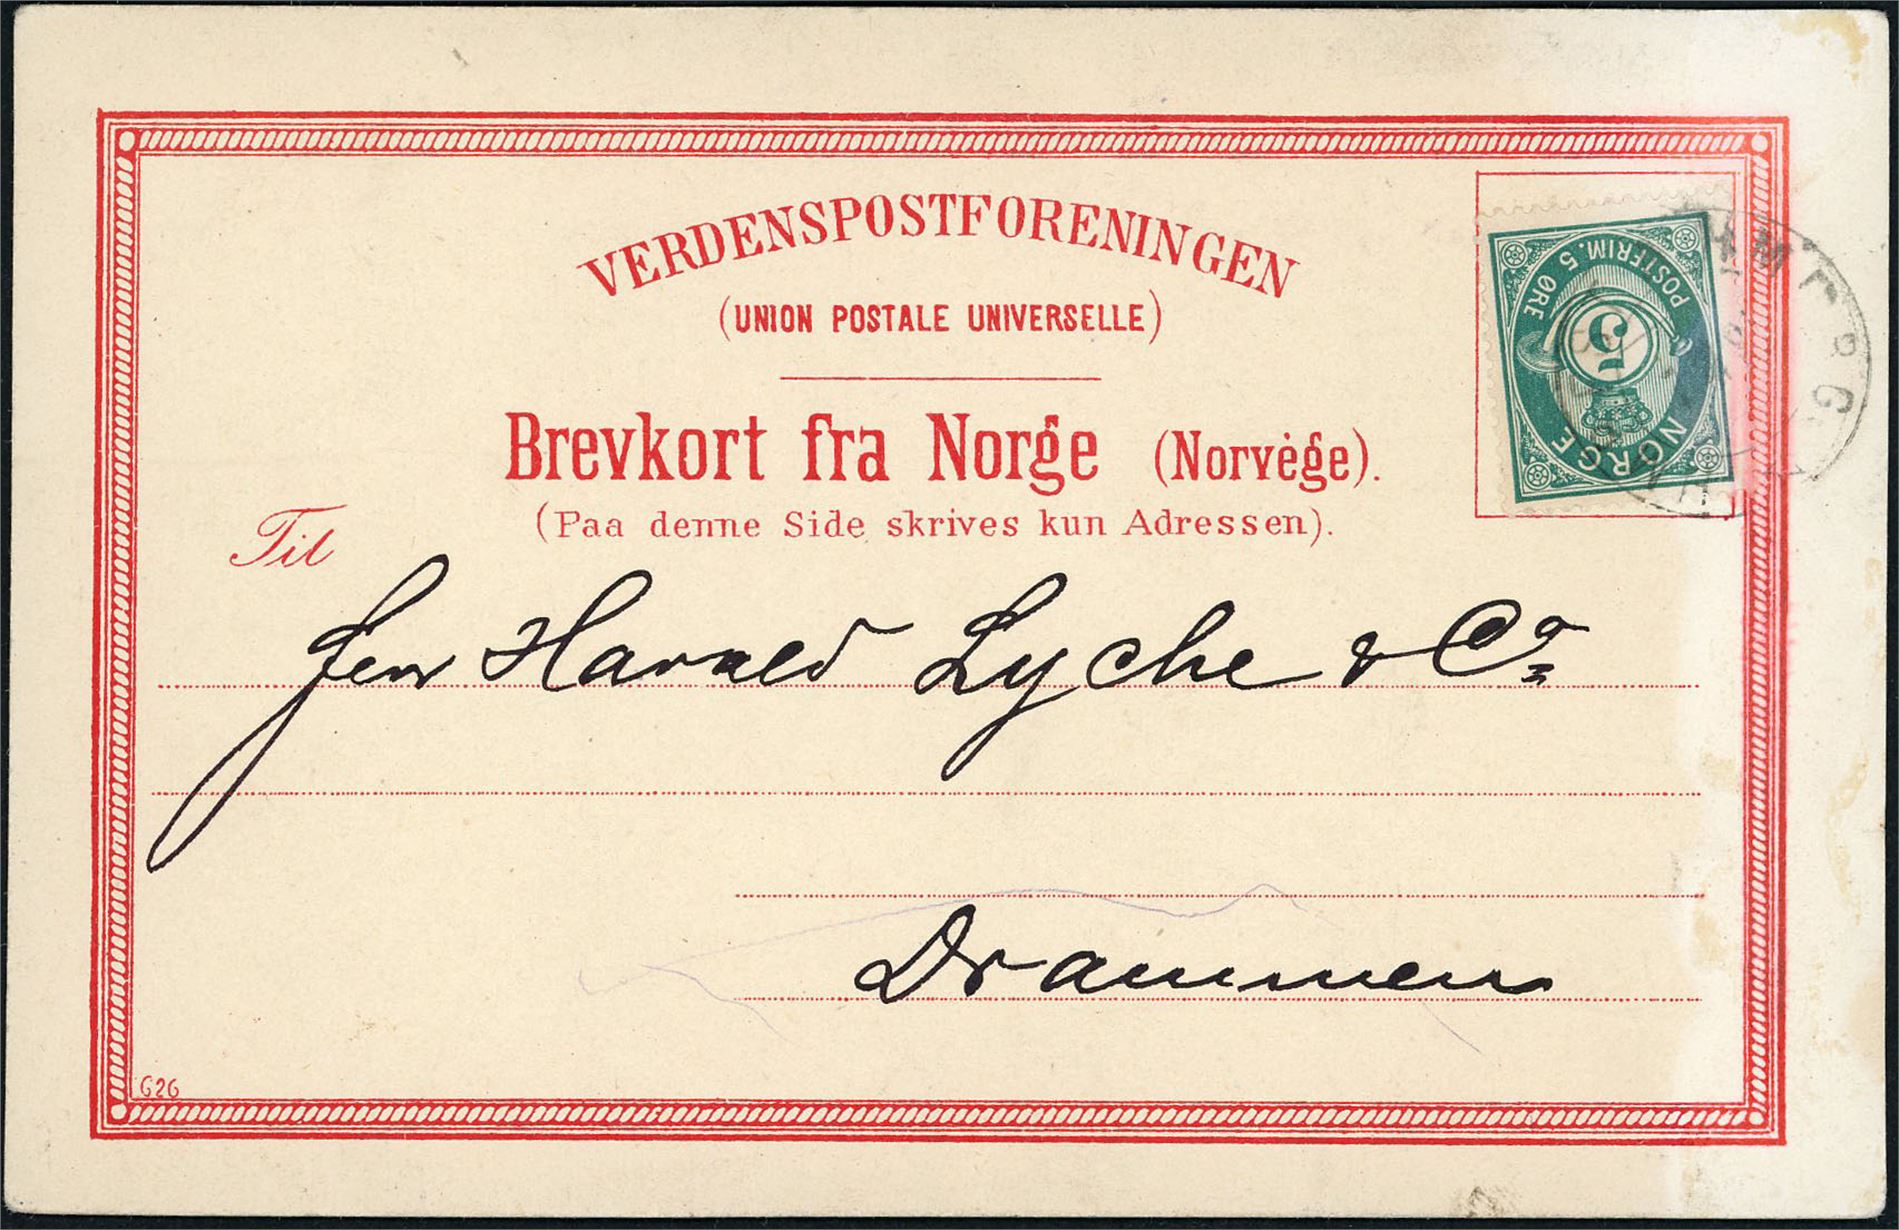 VERDENSPOSTFORENINGEN
(UNION POSTALE UNIVERSELLE)
Brevkort fra Norge (Norvège).
(Paa denne Side skrives kun Adressen).
POSTFRIM. 5 ØRE
5
NORGE
Til
Herr Harald Lyche & Co
Drammen
G26